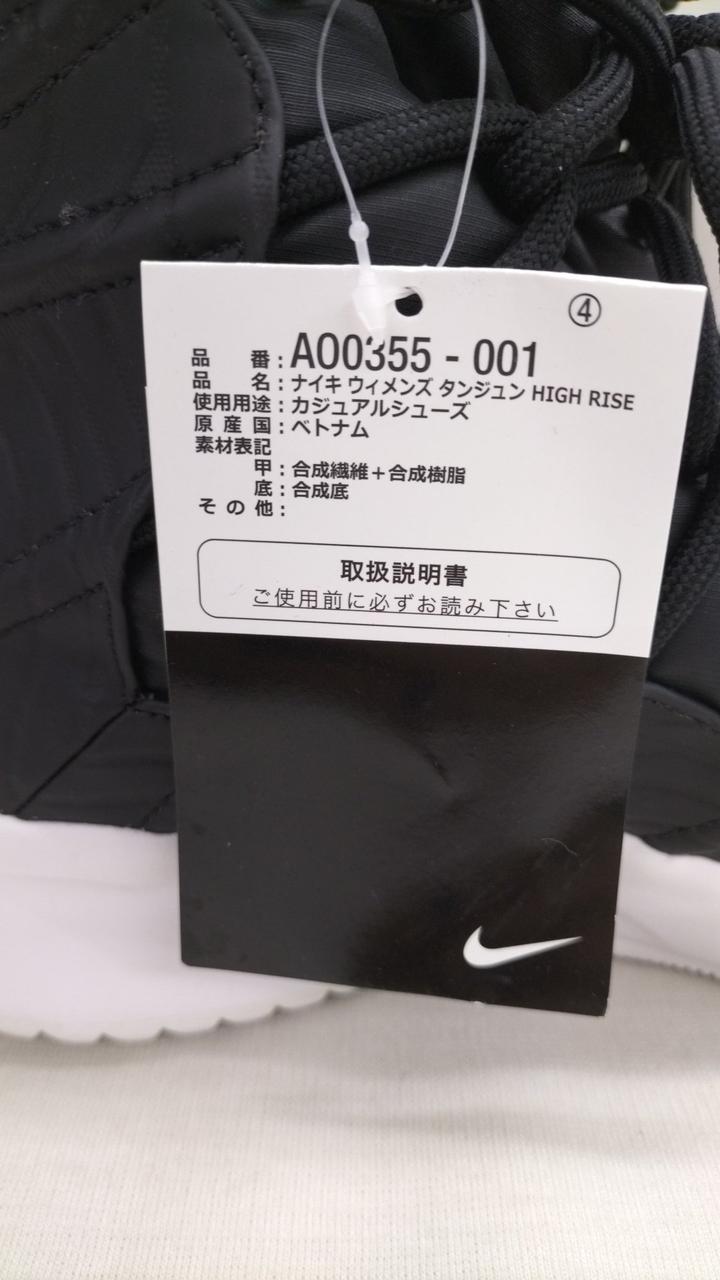 ④
品番:AO0355 - 001
品名:ナイキ ウィメンズ タンジュン HIGH RISE
使用用途:カジュアルシューズ
原産国:ベトナム
素材表記
甲:合成繊維+合成樹脂
底:合成底
その他:
取扱説明書
ご使用前に必ずお読み下さい